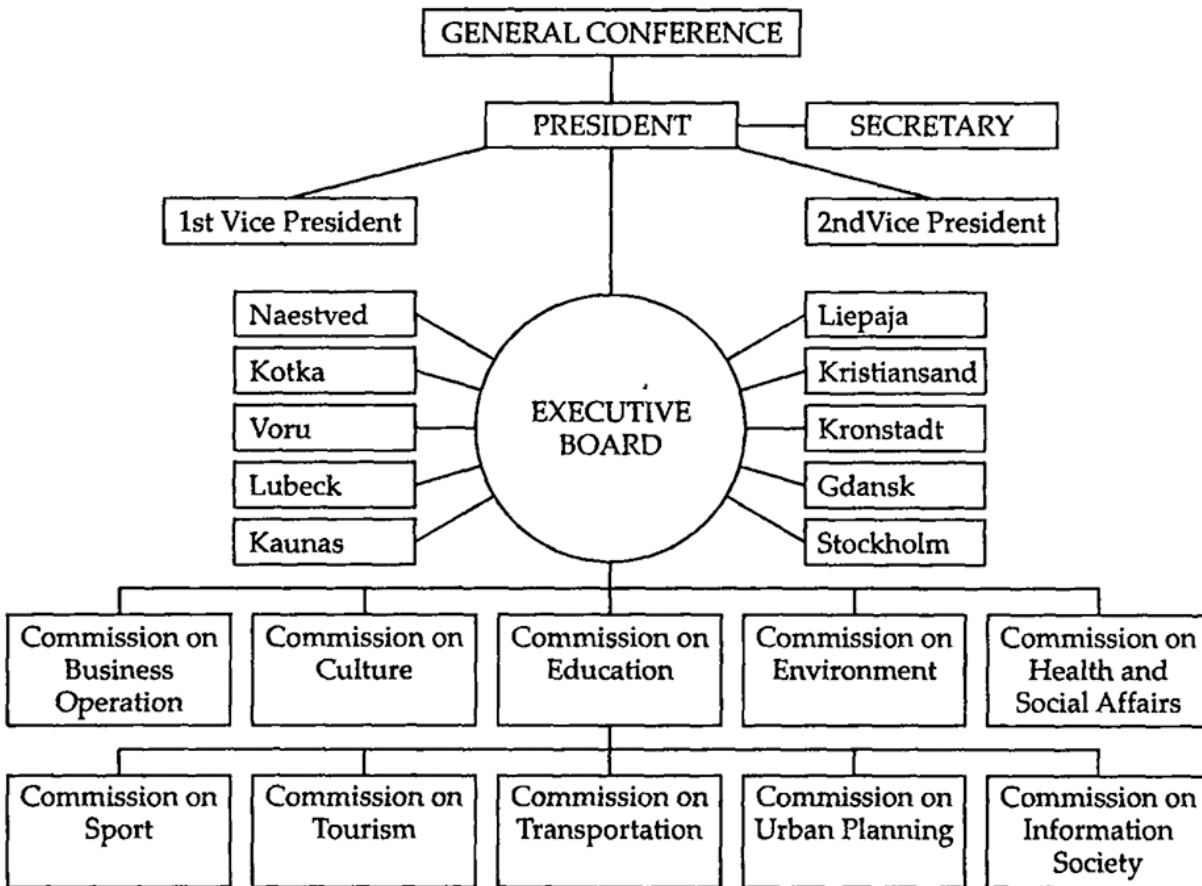 GENERAL CONFERENCE
PRESIDENT
SECRETARY
1st Vice President
2ndVice President
Naestved
Kotka
Voru
Lubeck
Kaunas
EXECUTIVE
BOARD
Liepaja
Kristiansand
Kronstadt
Gdansk
Stockholm
Commission on
Business
Operation
Commission on
Culture
Commission on
Education
Commission on
Environment
Commission on
Health and
Social Affairs
Commission on
Sport
Commission on
Tourism
Commission on
Transportation
Commission on
Urban Planning
Commission on
Information
Society